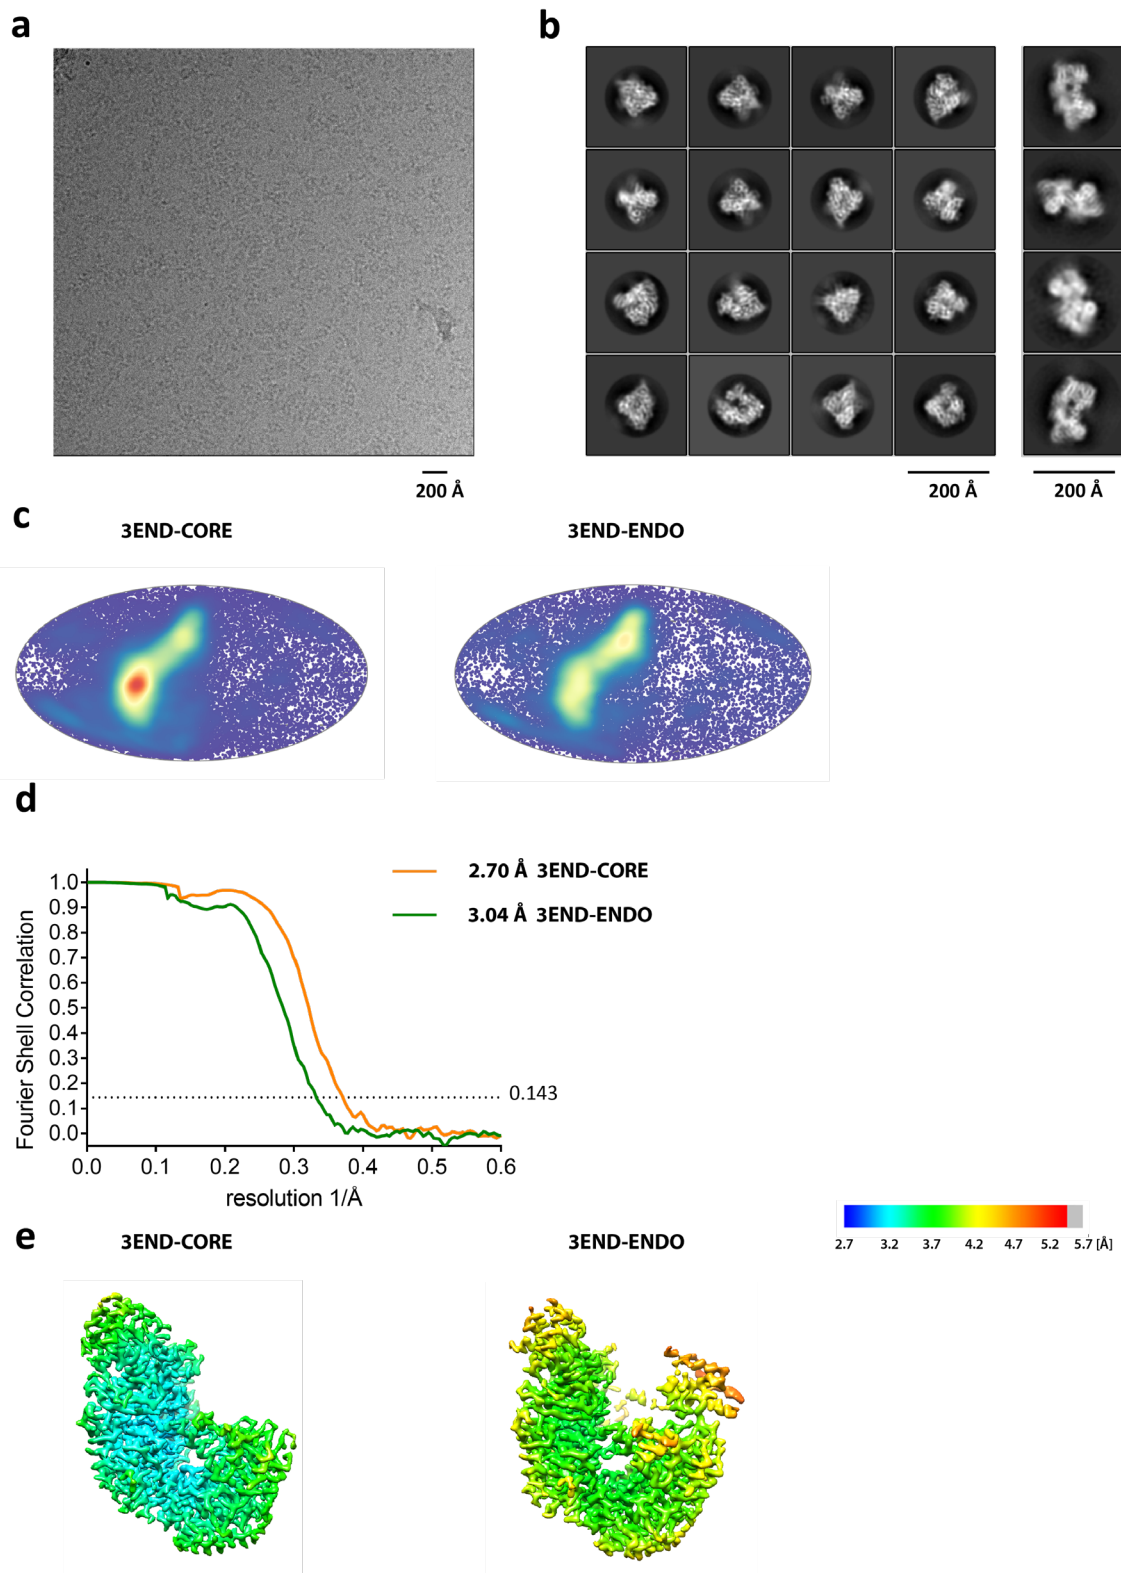 a
b
200 Å
200 Å
200 Å
c
3END-CORE
3END-ENDO
d
1.0
0.9
0.8
0.7
0.6
0.5
0.4
0.3
0.2
0.1
0.0
Fourier Shell Correlation
2.70 Å 3END-CORE
3.04 Å 3END-ENDO
0.143
0.0 0.1 0.2 0.3 0.4 0.5 0.6
resolution 1/Å
2.7 3.2 3.7 4.2 4.7 5.2 5.7 [Å]
e
3END-CORE
3END-ENDO